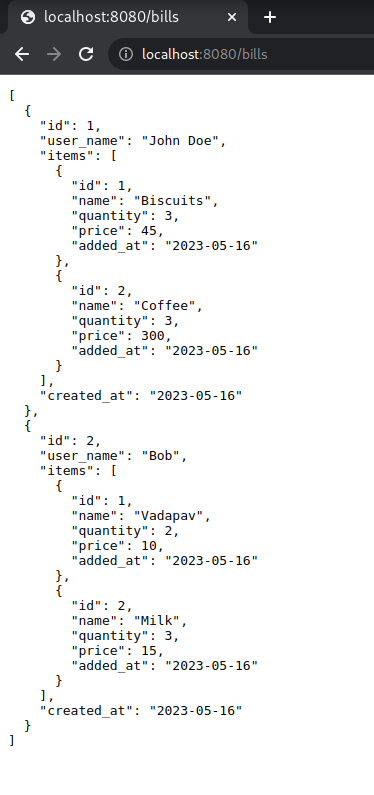 localhost:8080/bills
localhost:8080/bills
[
  {
    "id": 1,
    "user_name": "John Doe",
    "items": [
      {
        "id": 1,
        "name": "Biscuits",
        "quantity": 3,
        "price": 45,
        "added_at": "2023-05-16"
      },
      {
        "id": 2,
        "name": "Coffee",
        "quantity": 3,
        "price": 300,
        "added_at": "2023-05-16"
      }
    ],
    "created_at": "2023-05-16"
  },
  {
    "id": 2,
    "user_name": "Bob",
    "items": [
      {
        "id": 1,
        "name": "Vadapav",
        "quantity": 2,
        "price": 10,
        "added_at": "2023-05-16"
      },
      {
        "id": 2,
        "name": "Milk",
        "quantity": 3,
        "price": 15,
        "added_at": "2023-05-16"
      }
    ],
    "created_at": "2023-05-16"
  }
]